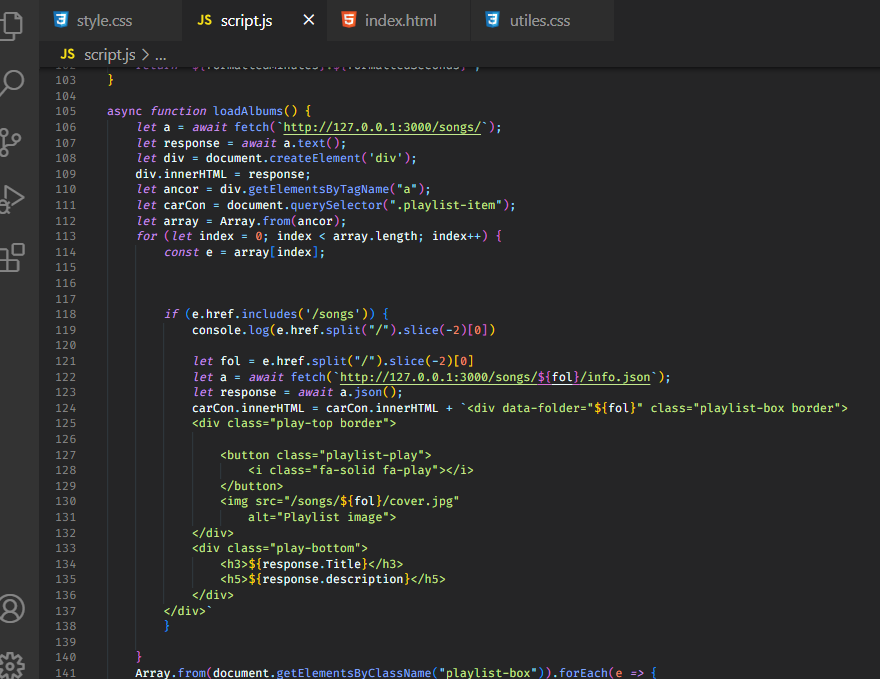 style.css
JS script.js ×
index.html
utiles.css
JS script.js > ...
102 return `${formattedMinutes}:${formattedSeconds}`;
103 }
104
105 async function loadAlbums() {
106 let a = await fetch(`http://127.0.0.1:3000/songs/`);
107 let response = await a.text();
108 let div = document.createElement('div');
109 div.innerHTML = response;
110 let ancor = div.getElementsByTagName("a");
111 let carCon = document.querySelector(".playlist-item");
112 let array = Array.from(ancor);
113 for (let index = 0; index < array.length; index++) {
114 const e = array[index];
115
116
117
118 if (e.href.includes('/songs')) {
119 console.log(e.href.split("/").slice(-2)[0])
120
121 let fol = e.href.split("/").slice(-2)[0]
122 let a = await fetch(`http://127.0.0.1:3000/songs/${fol}/info.json`);
123 let response = await a.json();
124 carCon.innerHTML = carCon.innerHTML + `<div data-folder="${fol}" class="playlist-box border">
125 <div class="play-top border">
126
127 <button class="playlist-play">
128 <i class="fa-solid fa-play"></i>
129 </button>
130 <img src="/songs/${fol}/cover.jpg"
131 alt="Playlist image">
132 </div>
133 <div class="play-bottom">
134 <h3>${response.Title}</h3>
135 <h5>${response.description}</h5>
136 </div>
137 </div>`
138 }
139
140 }
141 Array.from(document.getElementsByClassName("playlist-box")).forEach(e => {